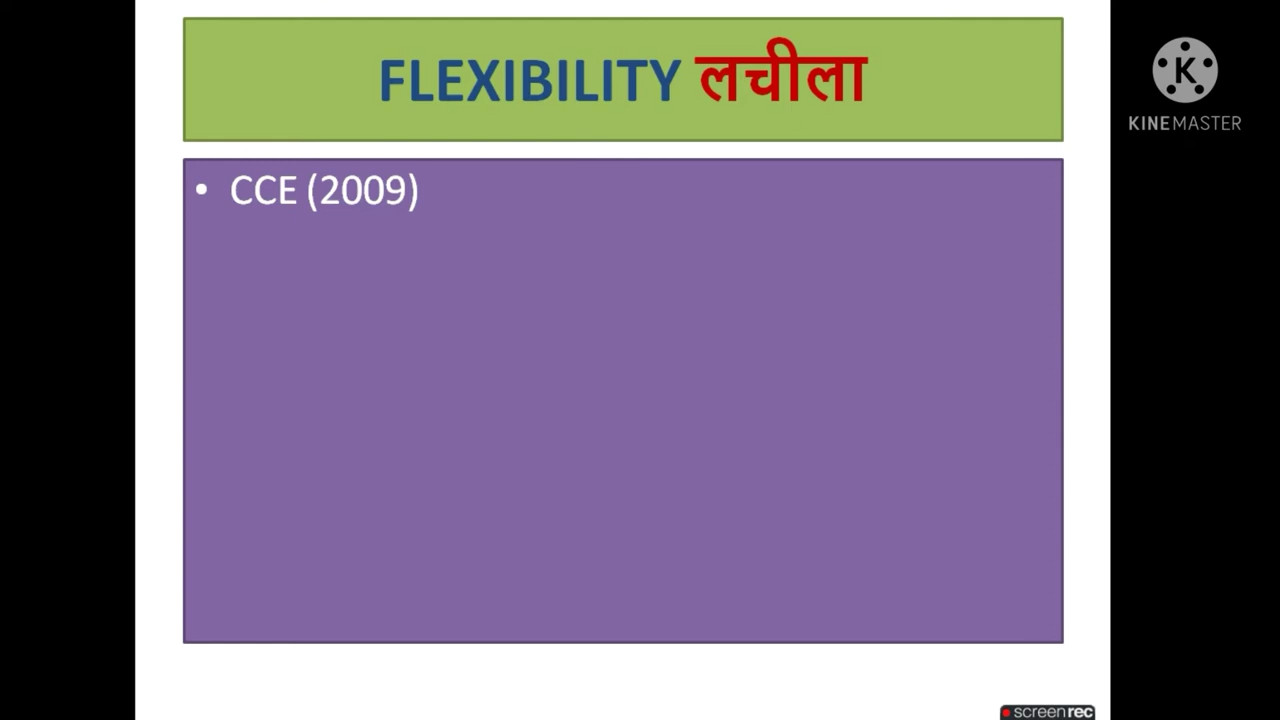 FLEXIBILITY लचीला
• CCE (2009)
K
KINEMASTER
screenrec